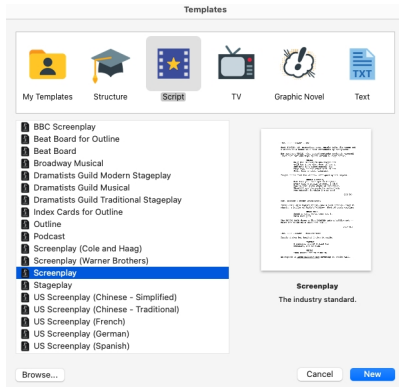 Templates
My Templates
Structure
Script
TV
Graphic Novel
TXT
Text
BBC Screenplay
Beat Board for Outline
Beat Board
Broadway Musical
Dramatists Guild Modern Stageplay
Dramatists Guild Musical
Dramatists Guild Traditional Stageplay
Index Cards for Outline
Outline
Podcast
Screenplay (Cole and Haag)
Screenplay (Warner Brothers)
Screenplay
Stageplay
US Screenplay (Chinese - Simplified)
US Screenplay (Chinese - Traditional)
US Screenplay (French)
US Screenplay (German)
US Screenplay (Spanish)
Screenplay
The industry standard.
Browse...
Cancel
New